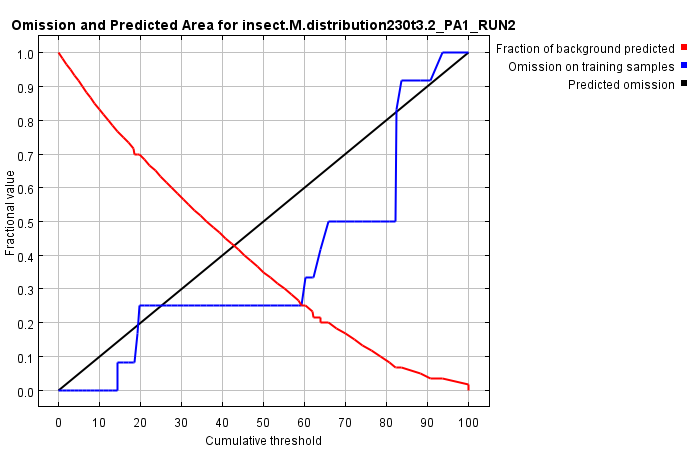 Omission and Predicted Area for insect.M.distribution230t3.2_PA1_RUN2
Fraction of background predicted
Omission on training samples
Predicted omission
Fractional value
1.0
0.9
0.8
0.7
0.6
0.5
0.4
0.3
0.2
0.1
0.0
0 10 20 30 40 50 60 70 80 90 100
Cumulative threshold